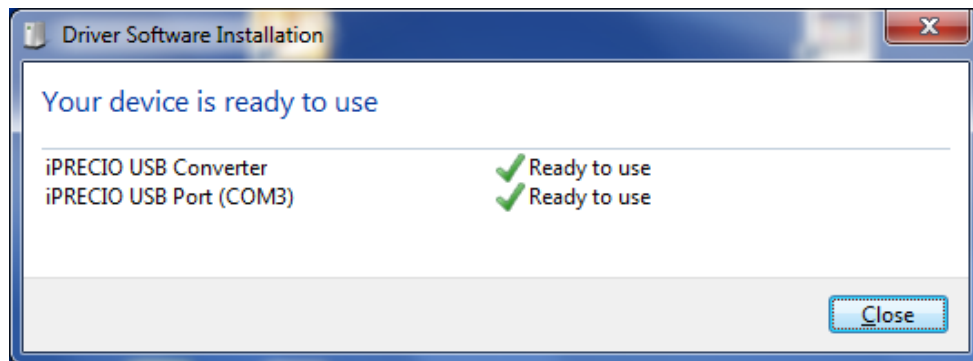 Driver Software Installation
Your device is ready to use
iPRECIO USB Converter Ready to use
iPRECIO USB Port (COM3) Ready to use
Close